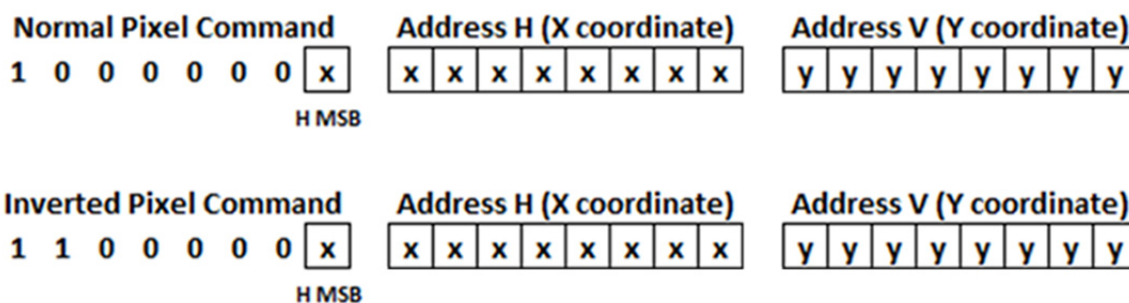 Normal Pixel Command Address H (X coordinate) Address V (Y coordinate)
1 0 0 0 0 0 0 x x x x x x x x x y y y y y y y y
H MSB
Inverted Pixel Command Address H (X coordinate) Address V (Y coordinate)
1 1 0 0 0 0 0 x x x x x x x x x y y y y y y y y
H MSB